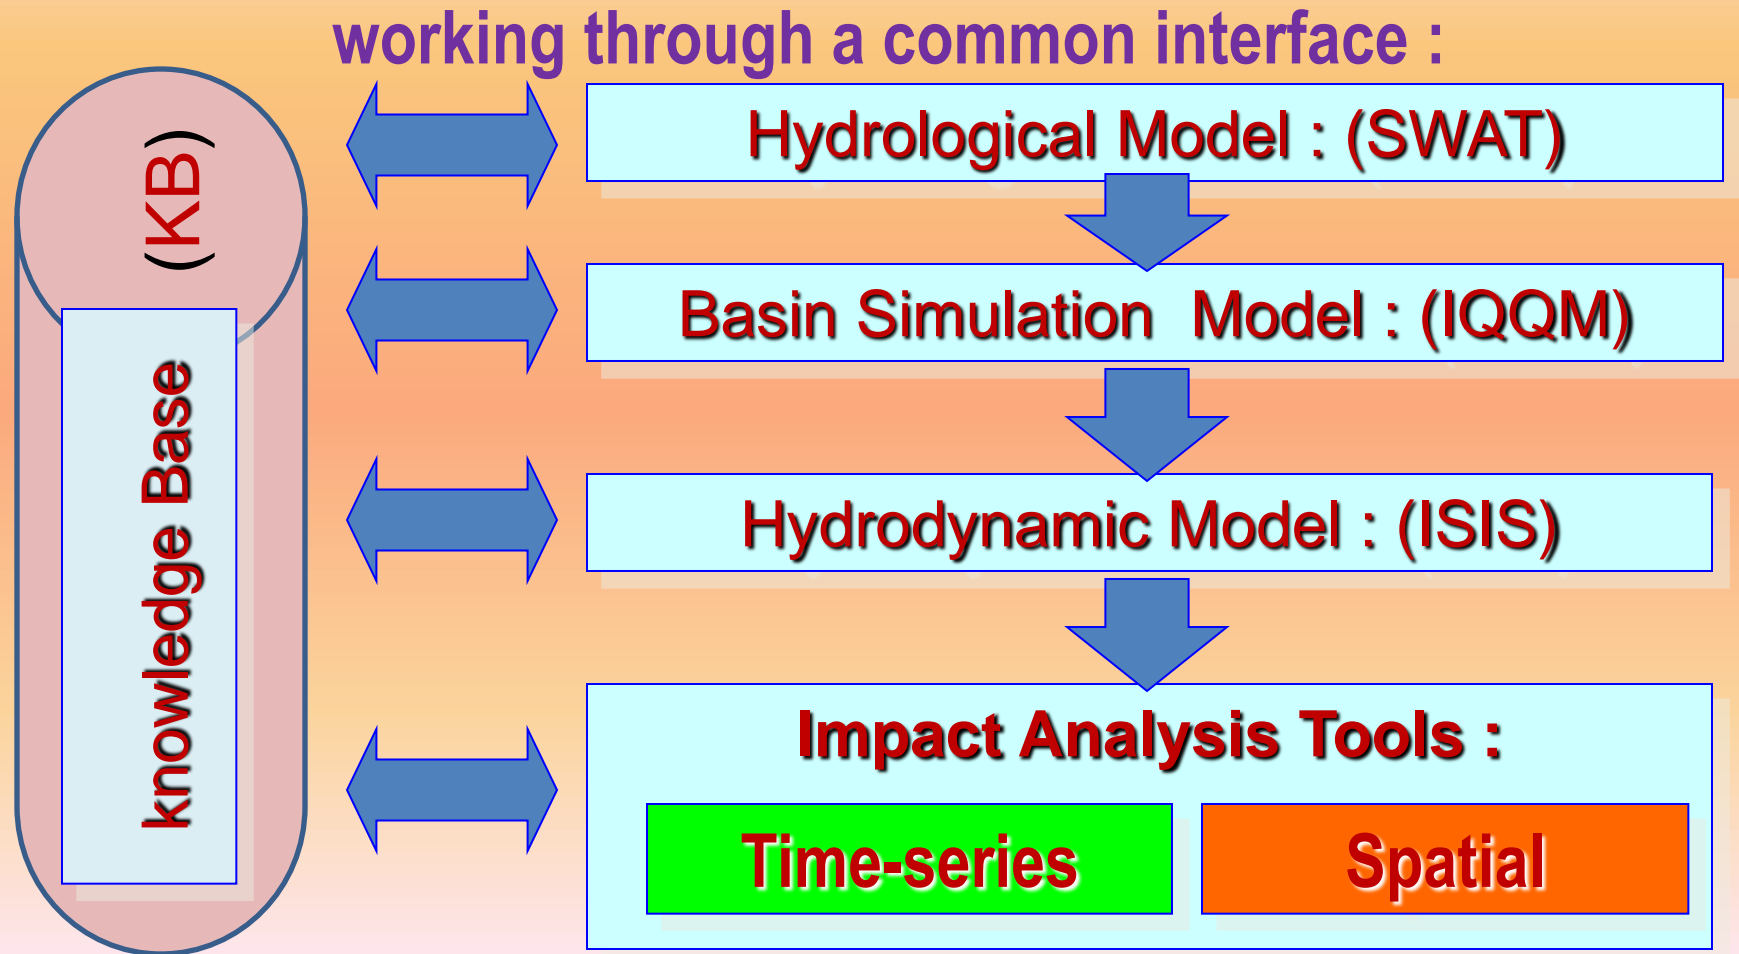 working through a common interface :
(KB)
knowledge Base
Hydrological Model : (SWAT)
Basin Simulation  Model : (IQQM)
Hydrodynamic Model : (ISIS)
Impact Analysis Tools :
Time-series
Spatial